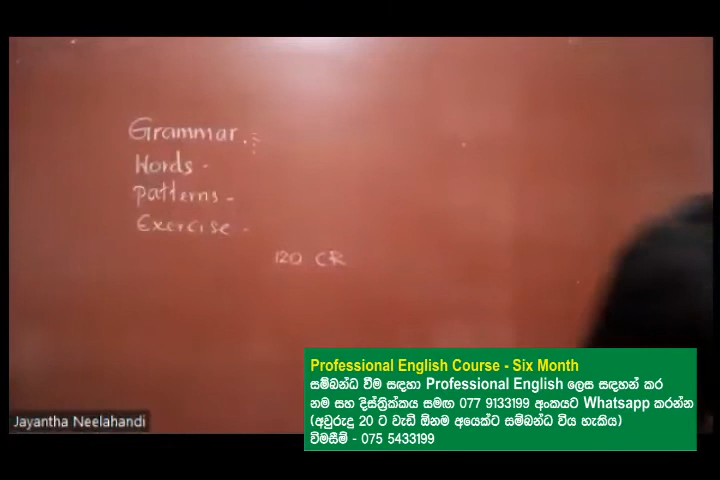 Grammar.
Words -
Patterns -
Exercise -
120 CR
Professional English Course - Six Month
සම්බන්ධ වීම සඳහා Professional English ලෙස සඳහන් කර
නම සහ දිස්ත්‍රික්කය සමඟ 077 9133199 අංකයට Whatsapp කරන්න
(අවුරුදු 20 ට වැඩි ඕනම අයෙක්ට සම්බන්ධ විය හැකිය)
විමසීම් - 075 5433199
Jayantha Neelahandi